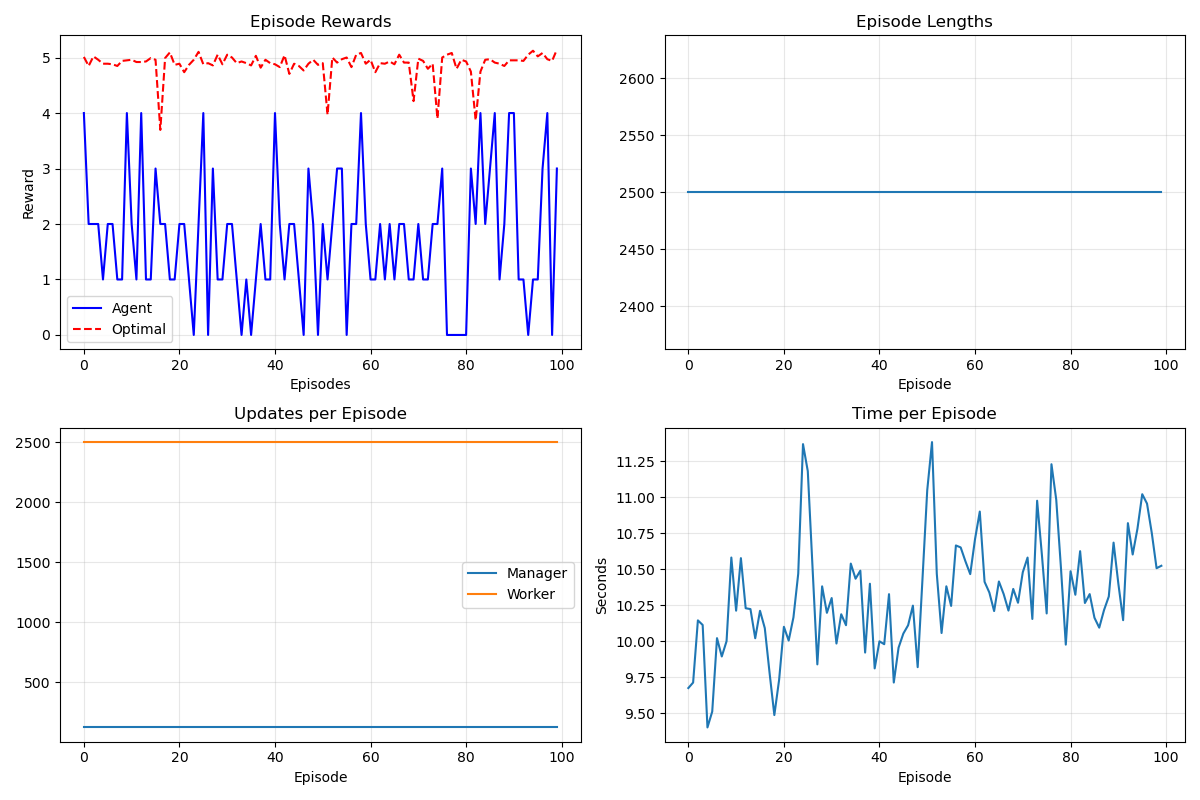 Episode Rewards
Reward
5
4
3
2
1
0
Agent
Optimal
0 20 40 60 80 100
Episodes
Episode Lengths
2600
2550
2500
2450
2400
0 20 40 60 80 100
Episode
Updates per Episode
2500
2000
1500
1000
500
Manager
Worker
0 20 40 60 80 100
Episode
Time per Episode
Seconds
11.25
11.00
10.75
10.50
10.25
10.00
9.75
9.50
0 20 40 60 80 100
Episode